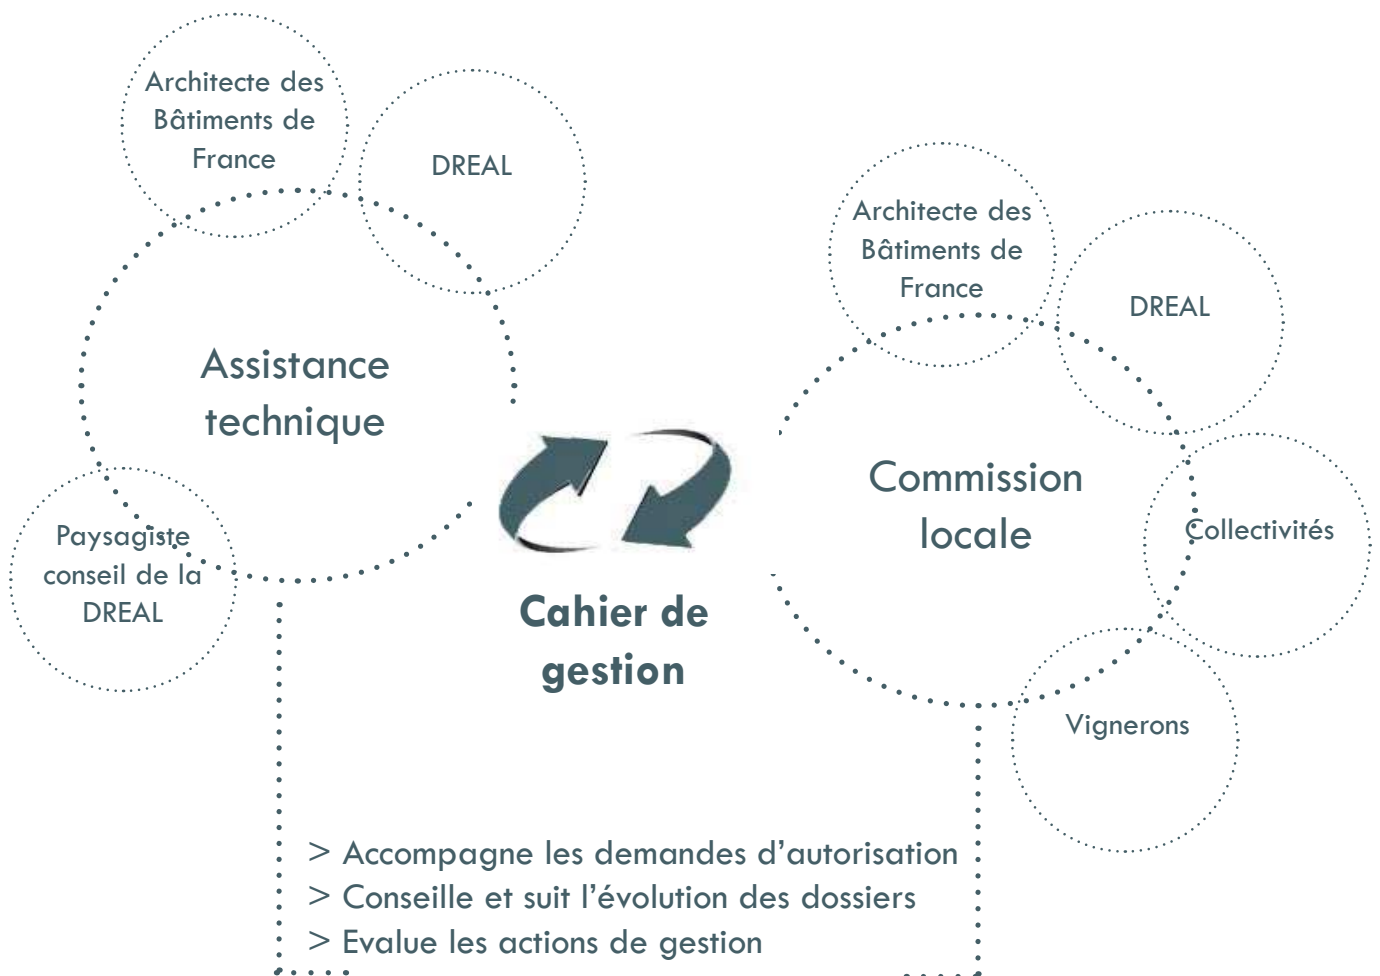 Architecte des
Bâtiments de
France
DREAL
Assistance
technique
Paysagiste
conseil de la
DREAL
Cahier de
gestion
Architecte des
Bâtiments de
France
DREAL
Commission
locale
Collectivités
Vignerons
> Accompagne les demandes d’autorisation
> Conseille et suit l’évolution des dossiers
> Evalue les actions de gestion